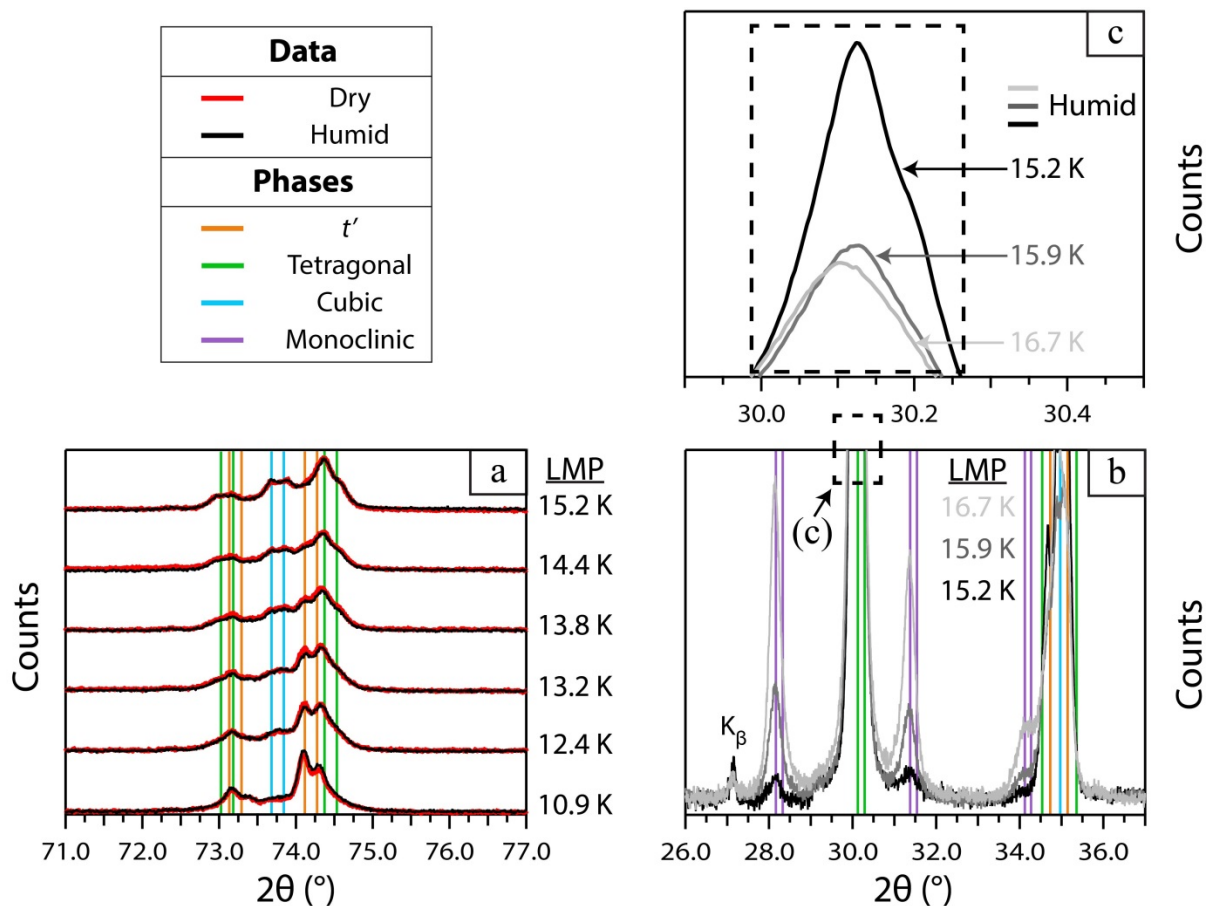 Data
Dry
Humid
Phases
t′
Tetragonal
Cubic
Monoclinic
c
Humid
15.2 K
15.9 K
16.7 K
Counts
30.0 30.2 30.4
a
LMP
15.2 K
14.4 K
13.8 K
13.2 K
12.4 K
10.9 K
Counts
71.0 72.0 73.0 74.0 75.0 76.0 77.0
2θ (°)
b
(c)
LMP
16.7 K
15.9 K
15.2 K
Kβ
Counts
26.0 28.0 30.0 32.0 34.0 36.0
2θ (°)